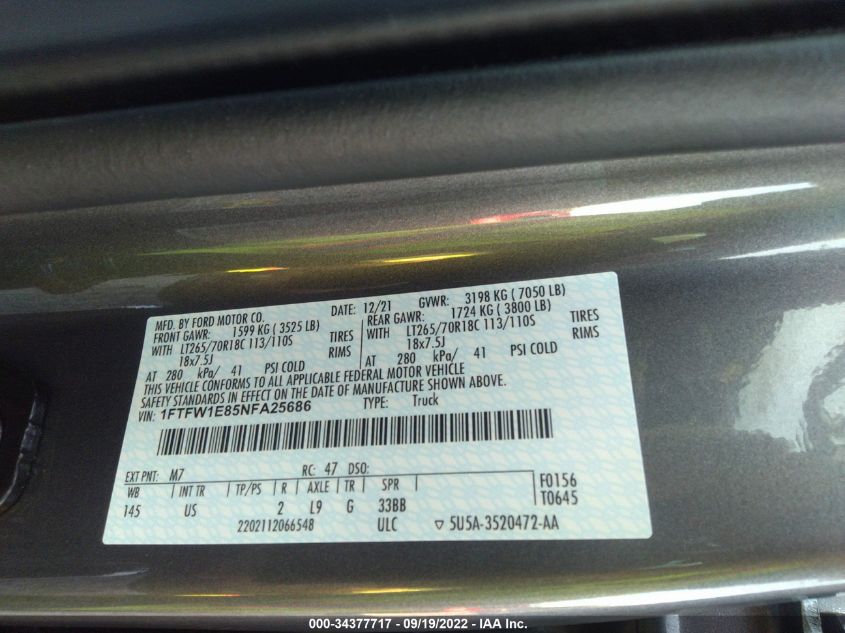 MFD. BY FORD MOTOR CO.
DATE: 12/21 GVWR: 3198 KG ( 7050 LB)
FRONT GAWR: 1599 KG ( 3525 LB)
REAR GAWR: 1724 KG ( 3800 LB)
WITH LT265/70R18C 113/110S TIRES
WITH LT265/70R18C 113/110S TIRES
18x7.5J RIMS
18x7.5J RIMS
AT 280 kPa/ 41 PSI COLD
AT 280 kPa/ 41 PSI COLD
THIS VEHICLE CONFORMS TO ALL APPLICABLE FEDERAL MOTOR VEHICLE
SAFETY STANDARDS IN EFFECT ON THE DATE OF MANUFACTURE SHOWN ABOVE.
VIN: 1FTFW1E85NFA25686 TYPE: Truck
EXT PNT: M7 RC: 47 DSO:
F0156
WB INT TR TP/PS R AXLE TR SPR
T0645
145 US 2 L9 G 33BB
2202112066548 ULC ▽ 5U5A-3520472-AA
000-34377717 - 09/19/2022 - IAA Inc.